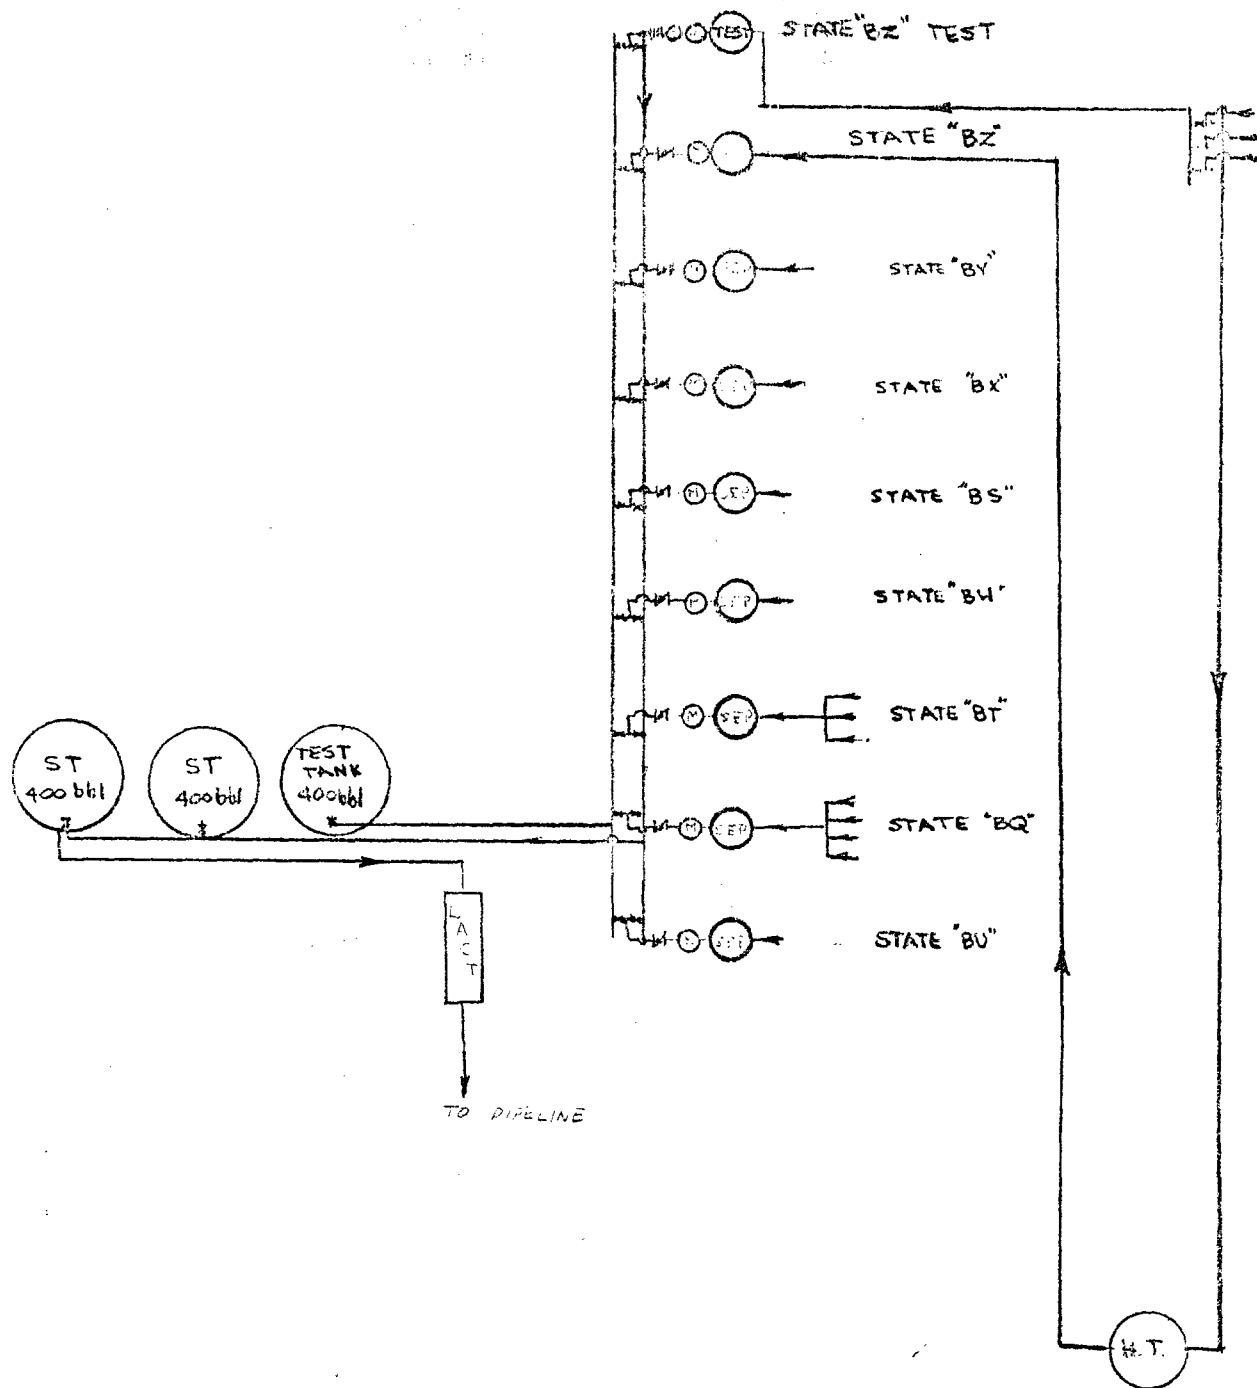 TEST
STATE "BZ" TEST
STATE "BZ"
STATE "BY"
M
STATE "BX"
M
SEP
STATE "BS"
STATE "BW"
M
SEP
STATE "BT"
ST
400 bbl
ST
400 bbl
TEST
TANK
400 bbl
M
SEP
STATE "BQ"
SEP
STATE "BU"
LACT
TO PIPELINE
H.T.